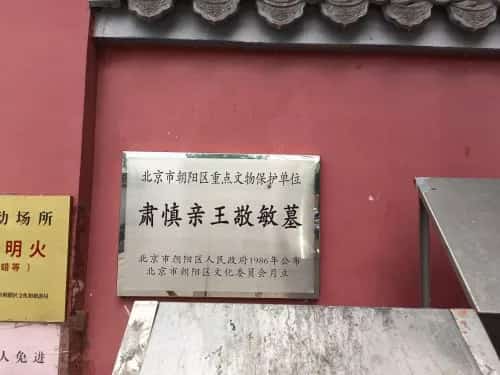 北京市朝阳区重点文物保护单位
肃慎亲王敬敏墓
北京市朝阳区人民政府1986年公布
北京市朝阳区文化委员会月立
动场所
明火
暗等）
人免进